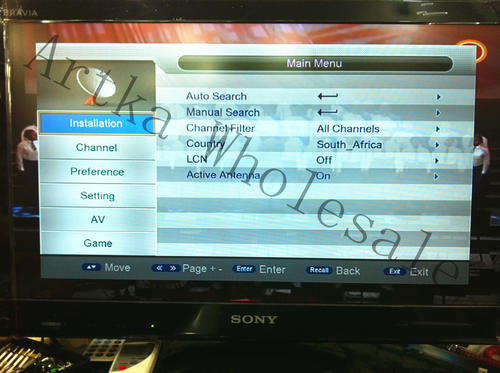 BRAVIA
Main Menu
Installation
Channel
Preference
Setting
AV
Game
Auto Search
Manual Search
Channel Filter All Channels
Country South_Africa
LCN Off
Active Antenna On
Move Page + - Enter Enter Recall Back Exit Exit
SONY
Artka Wholesale